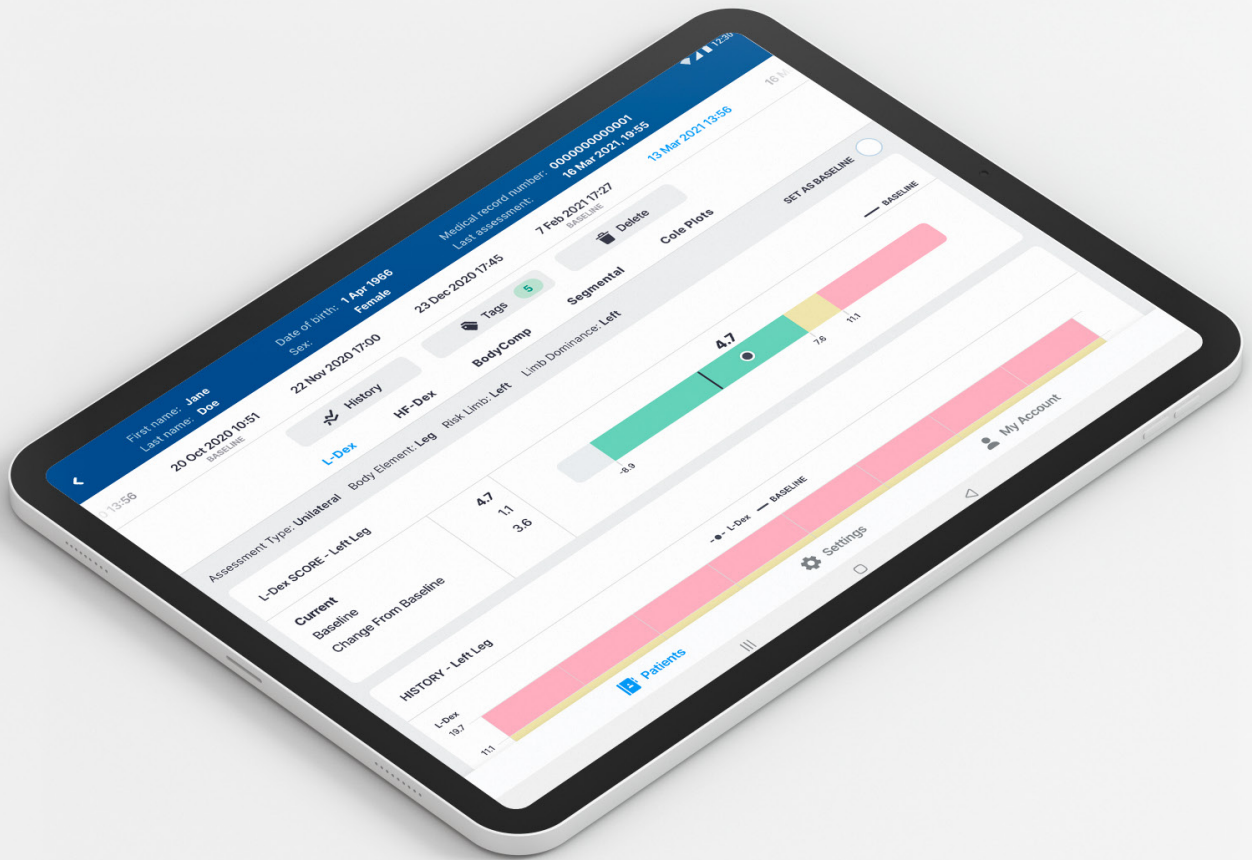 12:30
First name: Jane
Last name: Doe
Date of birth: 1 Apr 1966
Sex: Female
Medical record number: 0000000000001
Last assessment: 16 Mar 2021, 19:55
13:56
20 Oct 2020 10:51
BASELINE
22 Nov 2020 17:00
23 Dec 2020 17:45
7 Feb 2021 17:27
BASELINE
13 Mar 2021 13:56
16 M
History
Tags 5
Delete
L-Dex
HF-Dex
BodyComp
Segmental
Cole Plots
Assessment Type: Unilateral Body Element: Leg Risk Limb: Left Limb Dominance: Left
SET AS BASELINE
L-Dex SCORE - Left Leg
BASELINE
Current 4.7
Baseline 1.1
Change From Baseline 3.6
4.7
-8.9
7.6
11.1
HISTORY - Left Leg
L-Dex
BASELINE
L-Dex
19.7
11.1
Patients
Settings
My Account